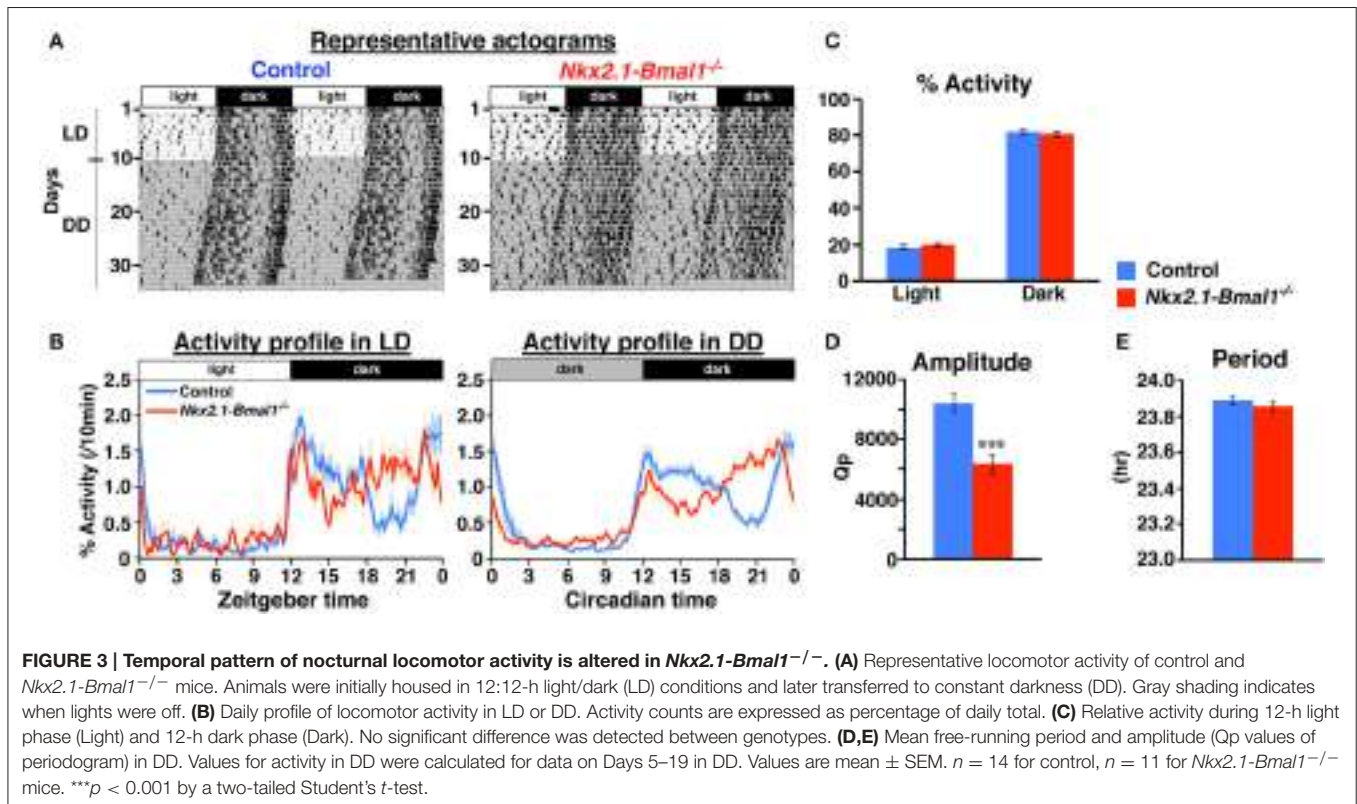 A
Representative actograms
Control
Nkx2.1-Bmal1-/-
light dark light dark
light dark light dark
LD
DD
Days
1
10
20
30
1
10
20
30
C
% Activity
100
80
60
40
20
0
Light Dark
Control
Nkx2.1-Bmal1-/-
B
Activity profile in LD
light dark
Control
Nkx2.1-Bmal1-/-
% Activity (/10min)
2.5
2.0
1.5
1.0
0.5
0
0 3 6 9 12 15 18 21 0
Zeitgeber time
Activity profile in DD
dark dark
2.5
2.0
1.5
1.0
0.5
0
0 3 6 9 12 15 18 21 0
Circadian time
D
Amplitude
Qp
12000
8000
4000
0
***
E
Period
(hr)
24.0
23.8
23.6
23.4
23.2
23.0
FIGURE 3 | Temporal pattern of nocturnal locomotor activity is altered in Nkx2.1-Bmal1−/−. (A) Representative locomotor activity of control and
Nkx2.1-Bmal1−/− mice. Animals were initially housed in 12:12-h light/dark (LD) conditions and later transferred to constant darkness (DD). Gray shading indicates
when lights were off. (B) Daily profile of locomotor activity in LD or DD. Activity counts are expressed as percentage of daily total. (C) Relative activity during 12-h light
phase (Light) and 12-h dark phase (Dark). No significant difference was detected between genotypes. (D,E) Mean free-running period and amplitude (Qp values of
periodogram) in DD. Values for activity in DD were calculated for data on Days 5–19 in DD. Values are mean ± SEM. n = 14 for control, n = 11 for Nkx2.1-Bmal1−/−
mice. ***p < 0.001 by a two-tailed Student's t-test.